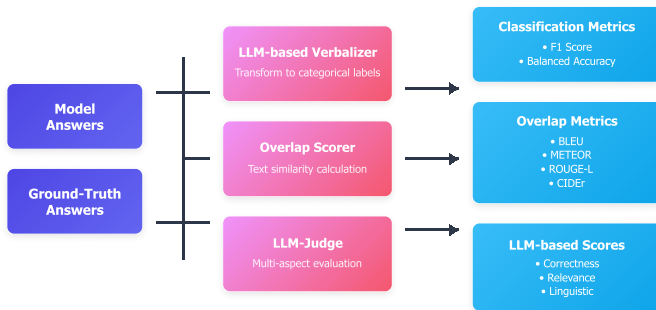 Model
Answers
Ground-Truth
Answers
LLM-based Verbalizer
Transform to categorical labels
Overlap Scorer
Text similarity calculation
LLM-Judge
Multi-aspect evaluation
Classification Metrics
• F1 Score
• Balanced Accuracy
Overlap Metrics
• BLEU
• METEOR
• ROUGE-L
• CIDEr
LLM-based Scores
• Correctness
• Relevance
• Linguistic